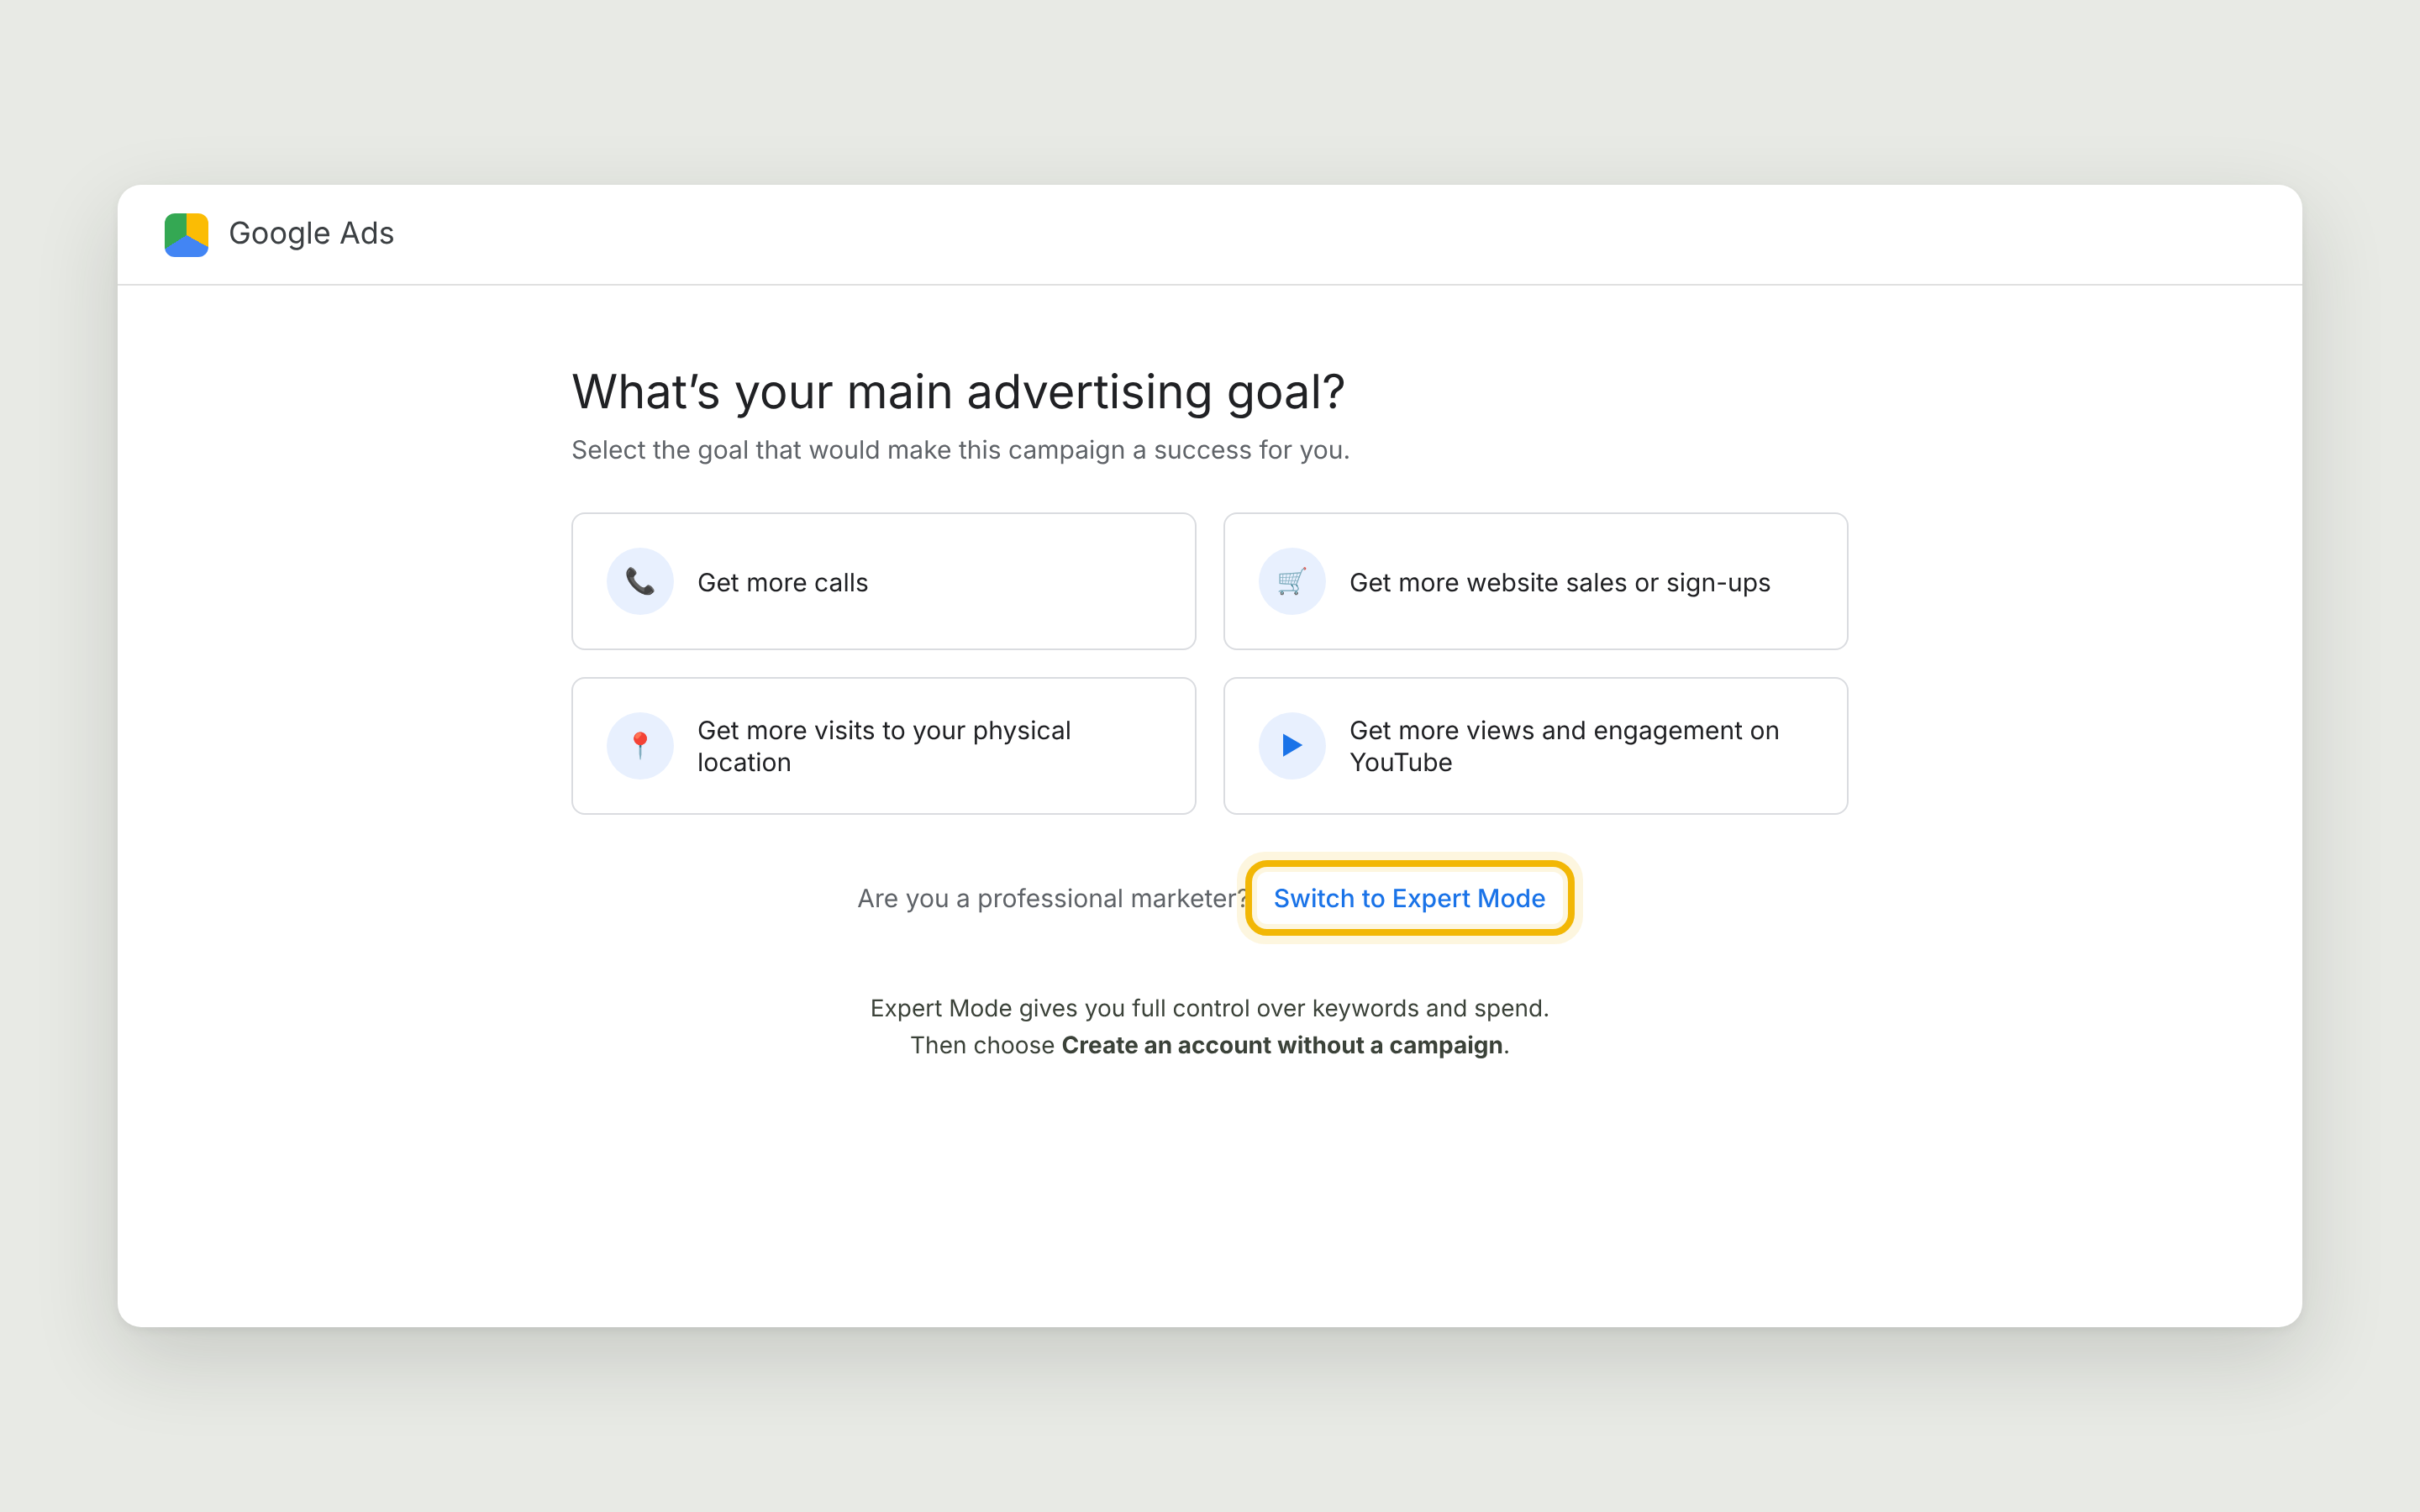 Google Ads
What’s your main advertising goal?
Select the goal that would make this campaign a success for you.
Get more calls
Get more website sales or sign-ups
Get more visits to your physical
location
Get more views and engagement on
YouTube
Are you a professional marketer? Switch to Expert Mode
Expert Mode gives you full control over keywords and spend.
Then choose Create an account without a campaign.